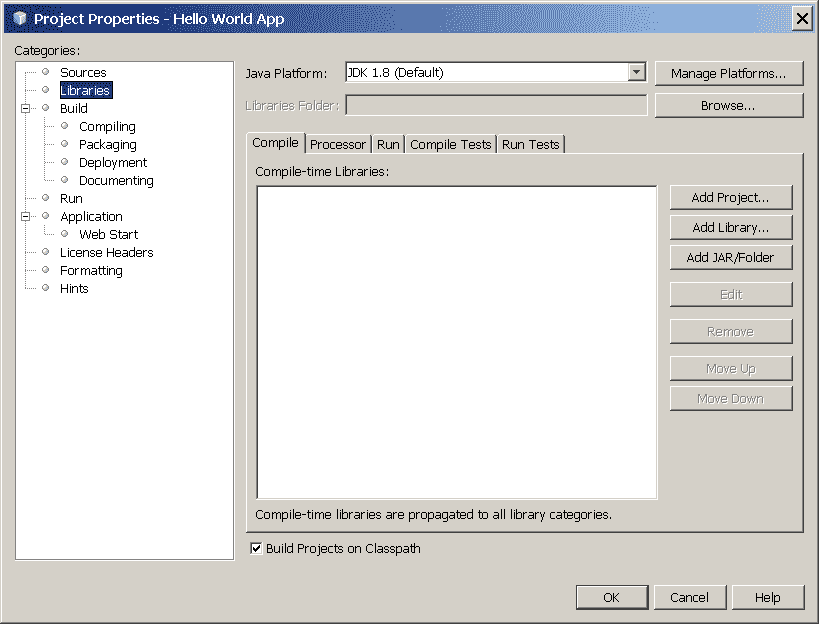 Project Properties - Hello World App
Categories:
Sources
Libraries
Build
Compiling
Packaging
Deployment
Documenting
Run
Application
Web Start
License Headers
Formatting
Hints
Java Platform: JDK 1.8 (Default) Manage Platforms...
Libraries Folder: Browse...
Compile Processor Run Compile Tests Run Tests
Compile-time Libraries:
Add Project...
Add Library...
Add JAR/Folder
Edit
Remove
Move Up
Move Down
Compile-time libraries are propagated to all library categories.
Build Projects on Classpath
OK Cancel Help